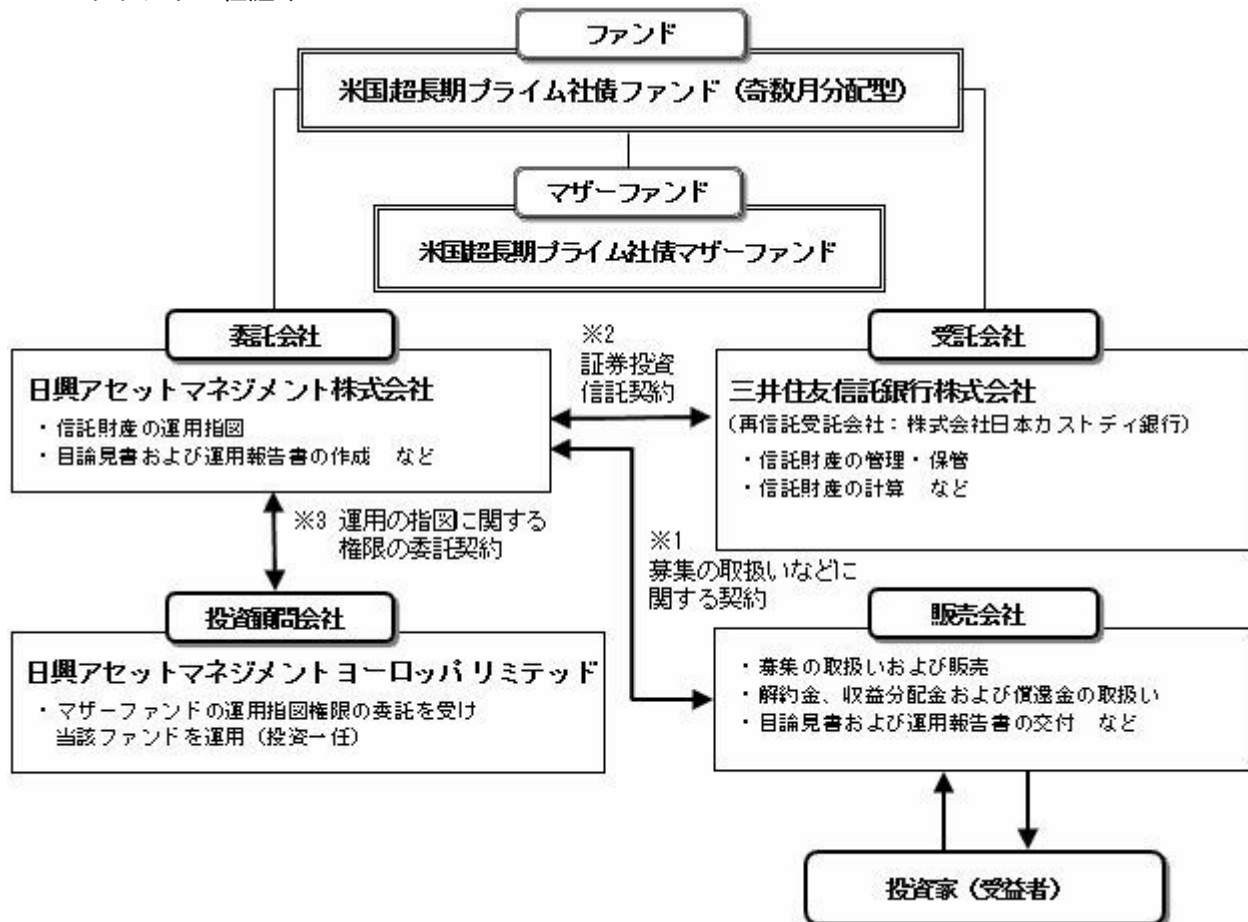 ファンド
米国超長期プライム社債ファンド（奇数月分配型）
マザーファンド
米国超長期プライム社債マザーファンド
委託会社
日興アセットマネジメント株式会社
・信託財産の運用指図
・目論見書および運用報告書の作成　など
※2
証券投資
信託契約
受託会社
三井住友信託銀行株式会社
（再信託受託会社：株式会社日本カストディ銀行）
・信託財産の管理・保管
・信託財産の計算　など
※3 運用の指図に関する
権限の委託契約
※1
募集の取扱いなどに
関する契約
投資顧問会社
日興アセットマネジメント ヨーロッパ リミテッド
・マザーファンドの運用指図権限の委託を受け
当該ファンドを運用（投資一任）
販売会社
・募集の取扱いおよび販売
・解約金、収益分配金および償還金の取扱い
・目論見書および運用報告書の交付　など
投資家（受益者）